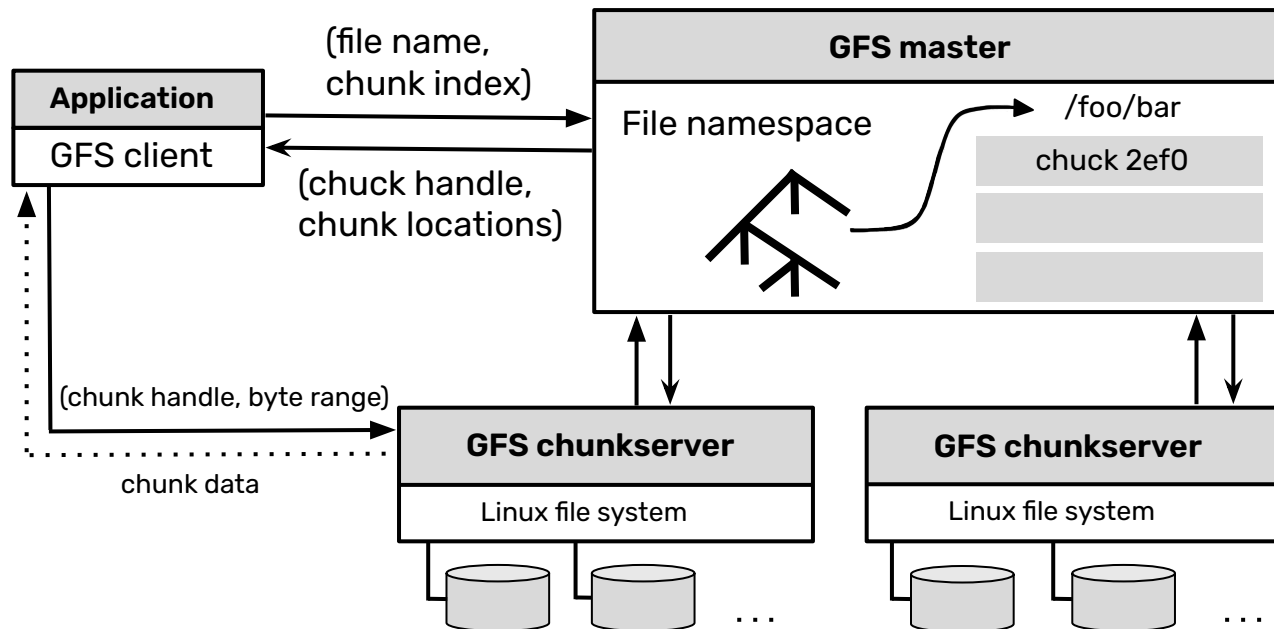 (file name,
chunk index)
GFS master
Application
GFS client
File namespace
/foo/bar
chuck 2ef0
(chuck handle,
chunk locations)
(chunk handle, byte range)
chunk data
GFS chunkserver
Linux file system
...
GFS chunkserver
Linux file system
...